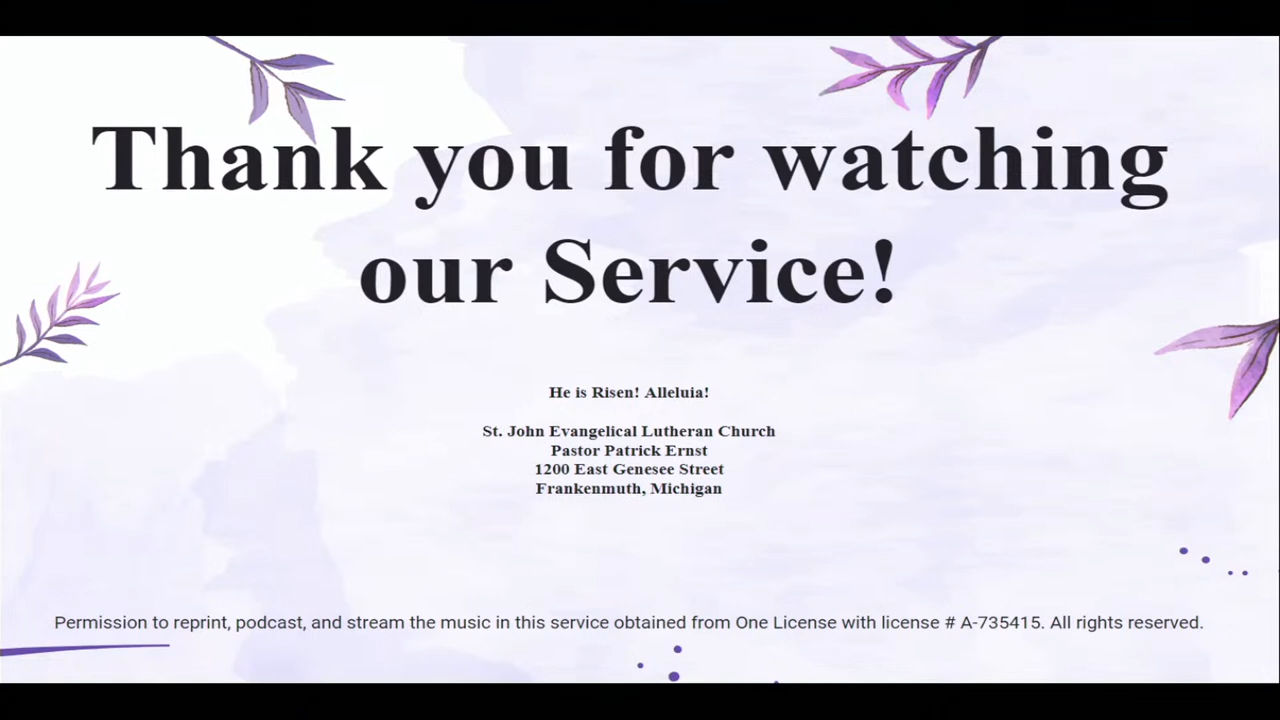 Thank you for watching
our Service!
He is Risen! Alleluia!
St. John Evangelical Lutheran Church
Pastor Patrick Ernst
1200 East Genesee Street
Frankenmuth, Michigan
Permission to reprint, podcast, and stream the music in this service obtained from One License with license # A-735415. All rights reserved.